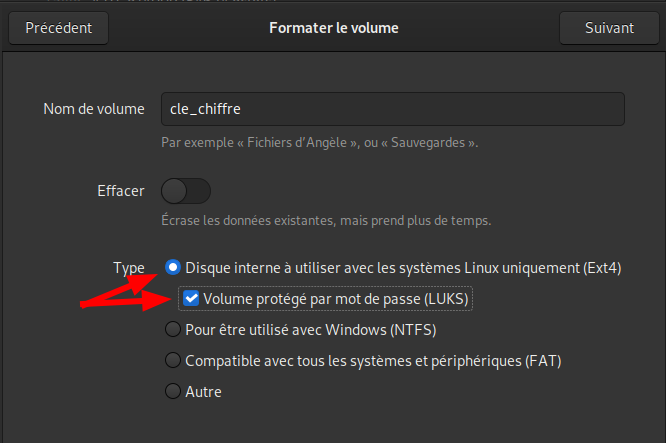 Précédent
Formater le volume
Suivant
Nom de volume
cle_chiffre
Par exemple « Fichiers d’Angèle », ou « Sauvegardes ».
Effacer
Écrase les données existantes, mais prend plus de temps.
Type
Disque interne à utiliser avec les systèmes Linux uniquement (Ext4)
Volume protégé par mot de passe (LUKS)
Pour être utilisé avec Windows (NTFS)
Compatible avec tous les systèmes et périphériques (FAT)
Autre